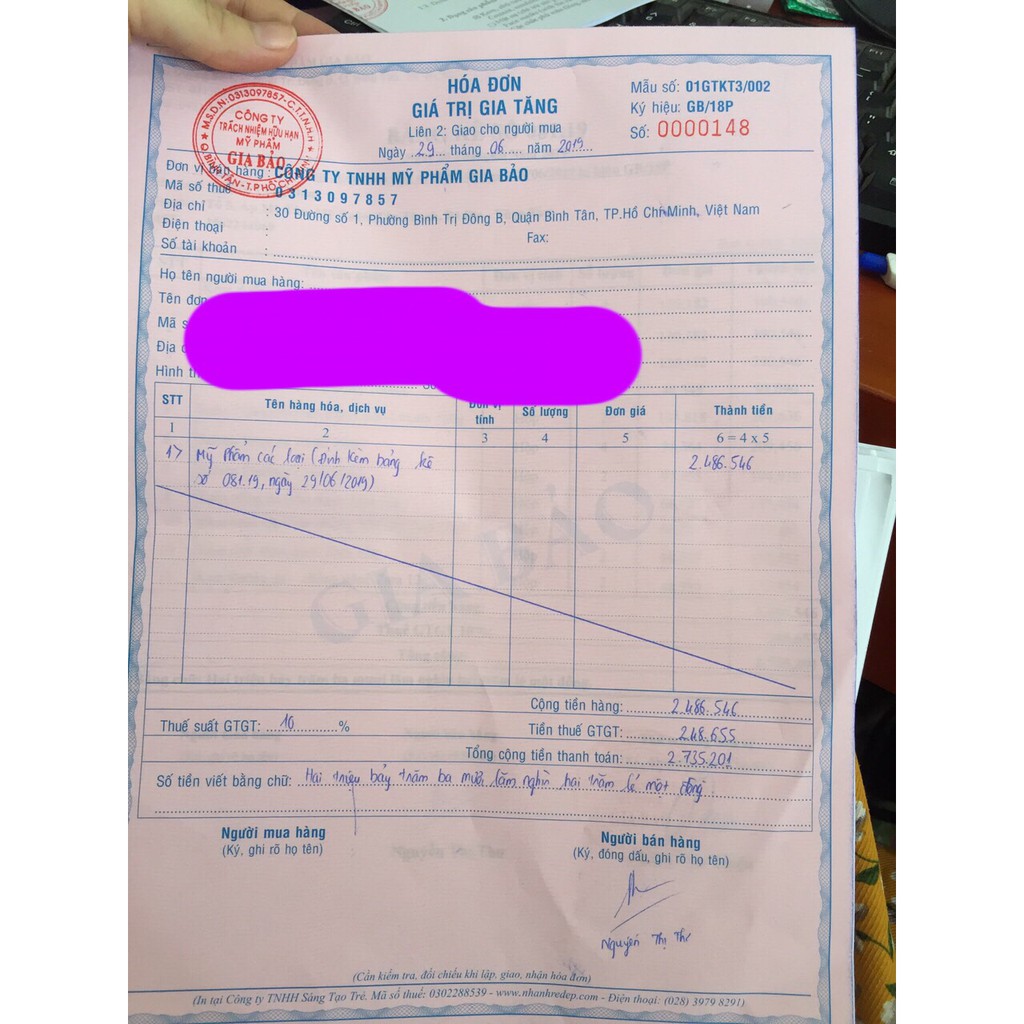 HÓA ĐƠN
GIÁ TRỊ GIA TĂNG
Liên 2: Giao cho người mua
Ngày 29 tháng 06 năm 2019
Mẫu số: 01GTKT3/002
Ký hiệu: GB/18P
Số: 0000148
M.S.D.N:0313097857-C.T.T.N.H.H
CÔNG TY
TRÁCH NHIỆM HỮU HẠN
MỸ PHẨM
GIA BẢO
Đơn vị bán hàng : CÔNG TY TNHH MỸ PHẨM GIA BẢO
Mã số thuế 0313097857
Địa chỉ : 30 Đường số 1, Phường Bình Trị Đông B, Quận Bình Tân, TP.Hồ Chí Minh, Việt Nam
Điện thoại : Fax:
Số tài khoản :
Họ tên người mua hàng:
Tên đơn
Mã s
Địa c
Hình th
STT Tên hàng hóa, dịch vụ Đơn vị tính Số lượng Đơn giá Thành tiền
1 2 3 4 5 6 = 4 x 5
1> Mỹ phẩm các loại (Đính kèm bảng kê 2.486.546
số 081.19, ngày 29/06/2019)
GIA BẢO
Cộng tiền hàng: 2.486.546
Thuế suất GTGT: 10 % Tiền thuế GTGT: 248.655
Tổng cộng tiền thanh toán: 2.735.201
Số tiền viết bằng chữ: Hai triệu bảy trăm ba mươi lăm nghìn hai trăm lẻ một đồng
Người mua hàng
(Ký, ghi rõ họ tên)
Người bán hàng
(Ký, đóng dấu, ghi rõ họ tên)
Nguyễn Thị Thư
(Cần kiểm tra, đối chiếu khi lập, giao, nhận hóa đơn)
(In tại Công ty TNHH Sáng Tạo Trẻ. Mã số thuế: 0302288539 - www.nhanhredep.com - Điện thoại: (028) 3979 8291)